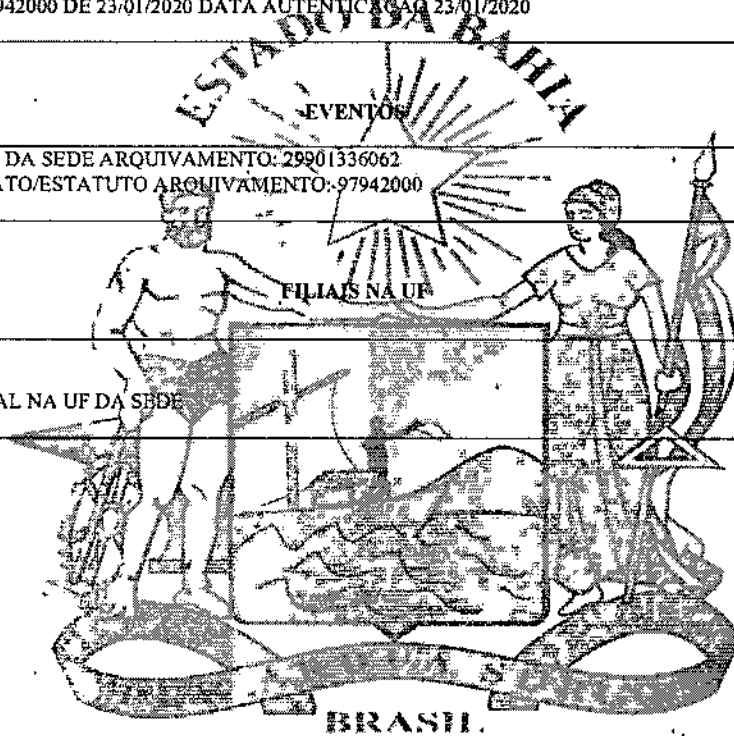 942000 DE 23/01/2020 DATA AUTENTICAÇÃO 23/01/2020
ESTADO DA BAHIA
EVENTOS
DA SEDE ARQUIVAMENTO: 29901336062
ATO/ESTATUTO ARQUIVAMENTO: 97942000
FILIAIS NA UF
AL NA UF DA SEDE
BRASIL